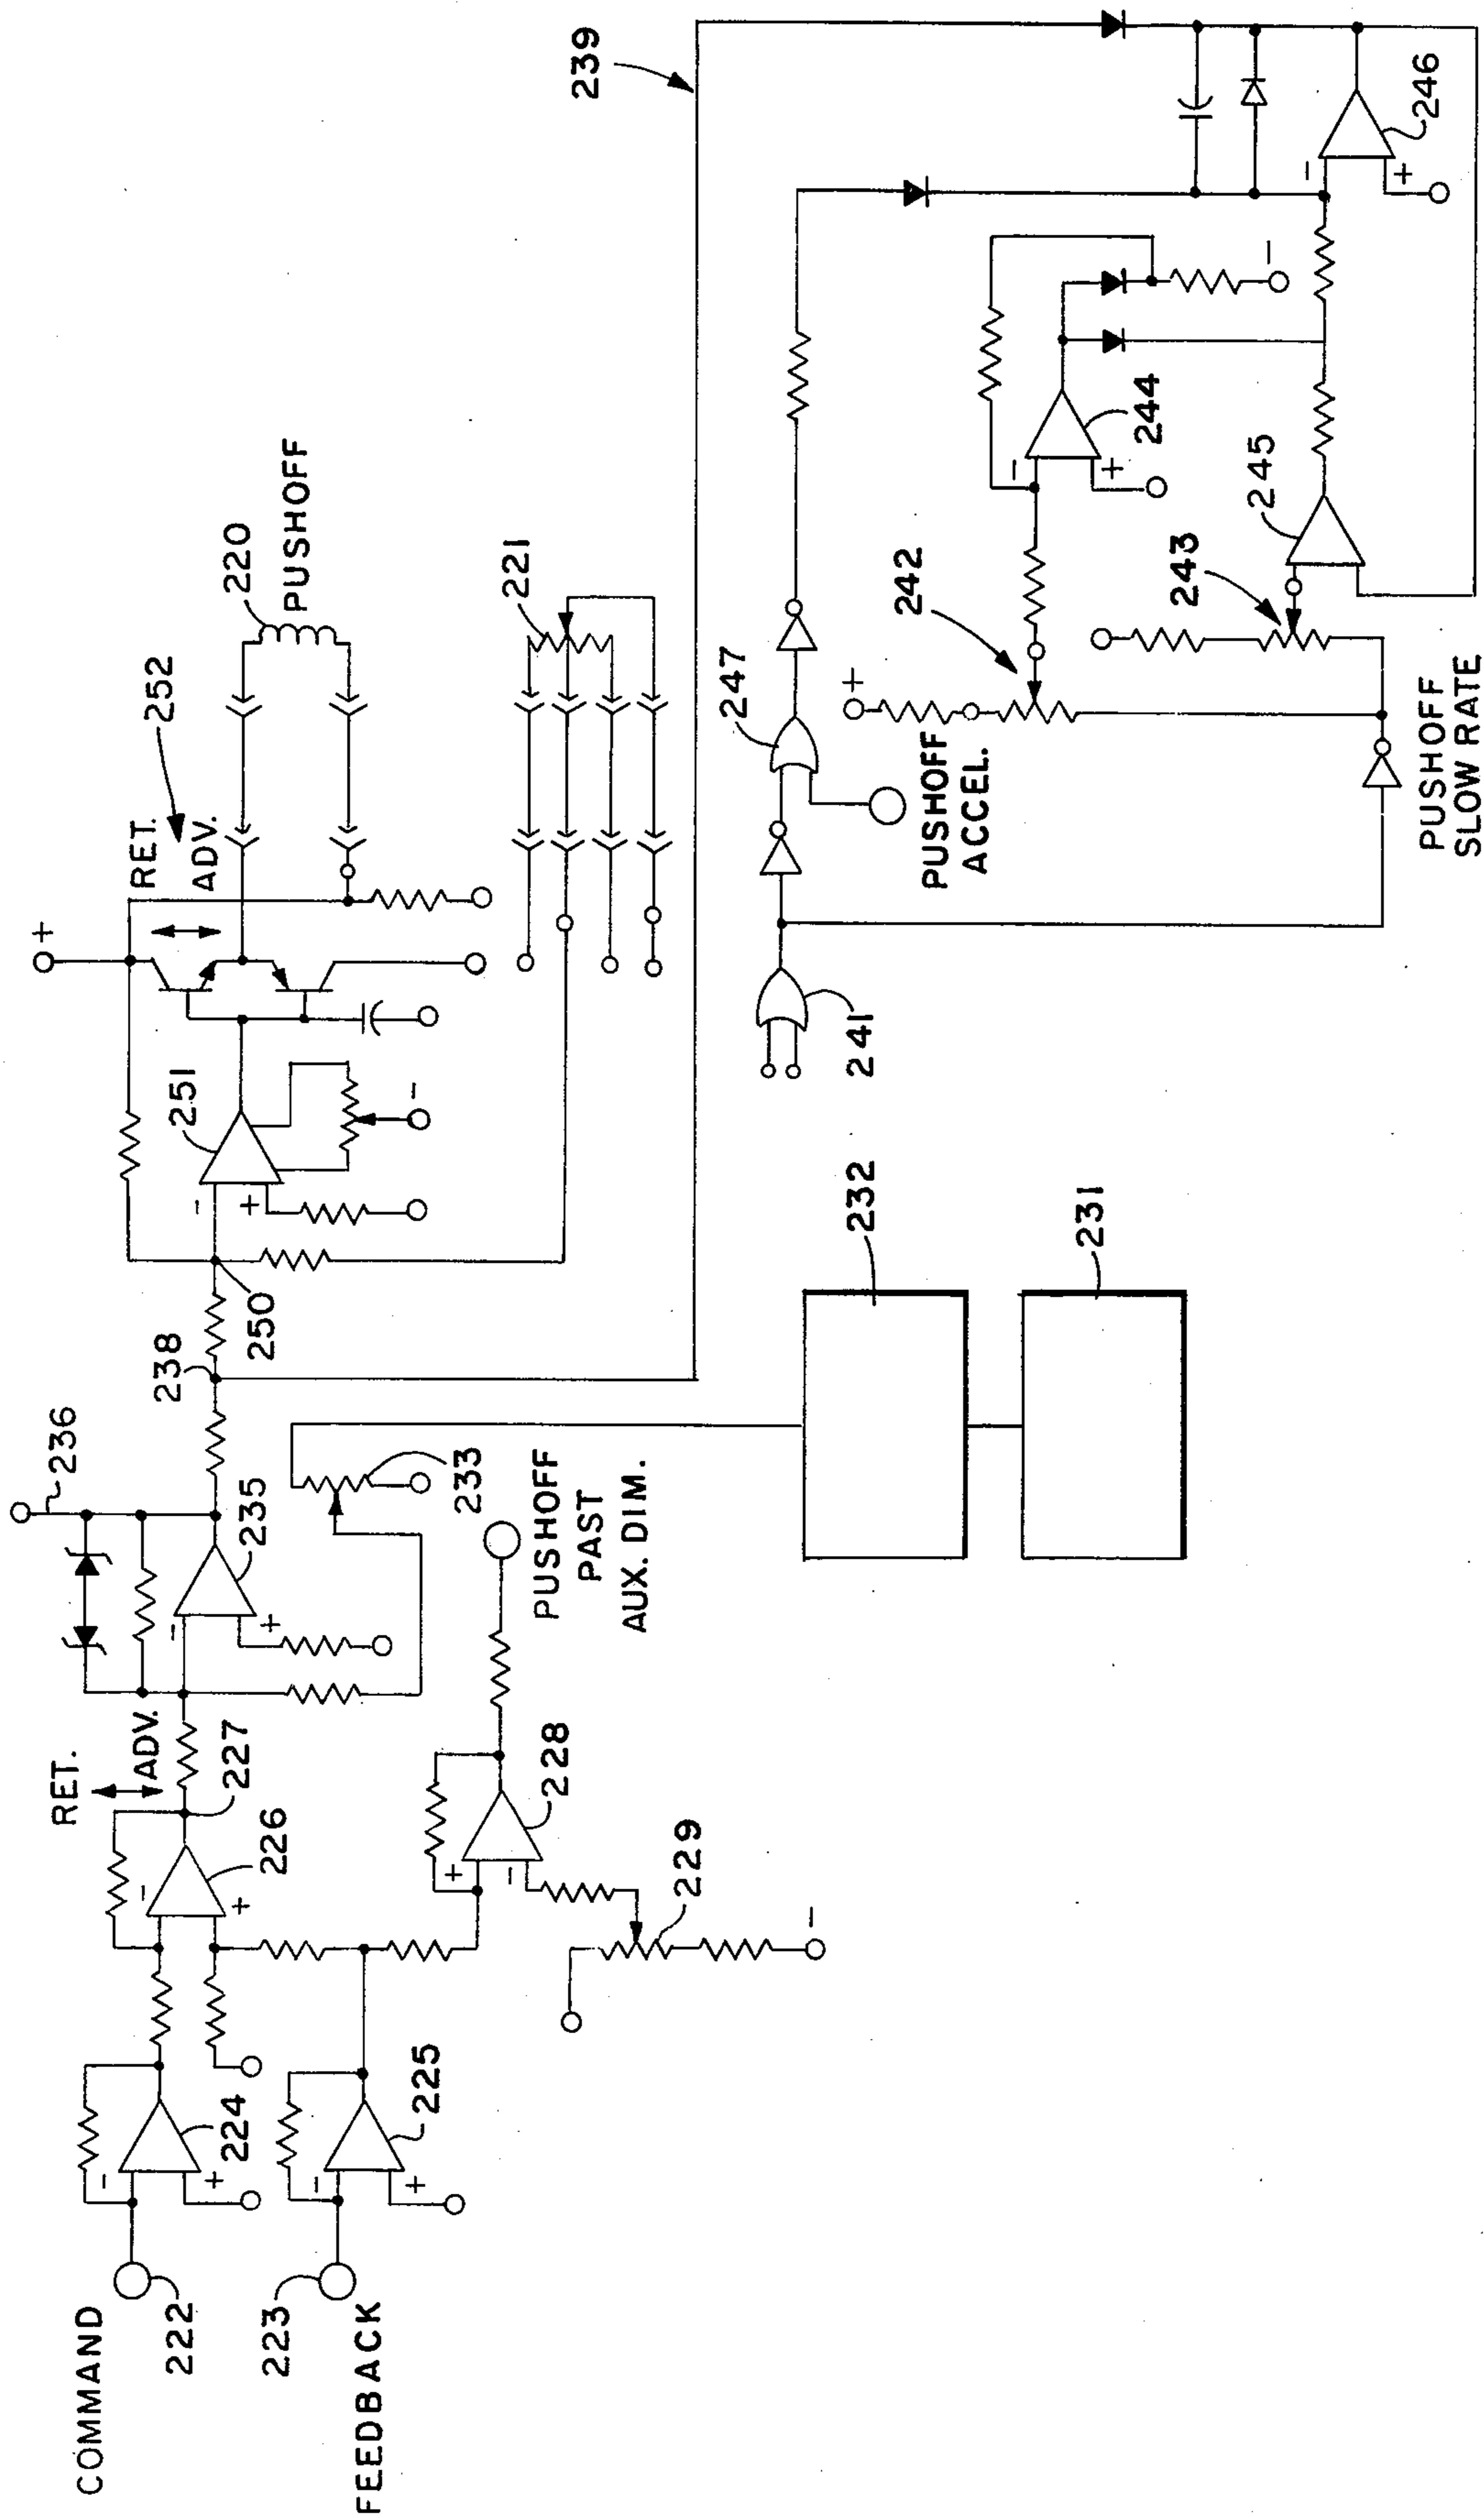 COMMAND
222
223
FEEDBACK
224
225
226
227
RET.
ADV.
228
229
235
236
233
PUSHOFF
PAST
AUX. DIM.
238
250
251
252
RET.
ADV.
220
PUSHOFF
221
232
231
239
241
247
PUSHOFF
ACCEL.
242
244
243
245
246
PUSHOFF
SLOW RATE
- + - + - + + - - + - + - + + - + - + -